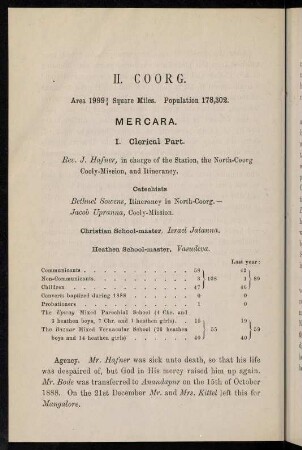 II. COORG.
Area 1989¾ Square Miles. Population 178,302.
MERCARA.
1. Clerical Part.
Rev. J. Hafner, in charge of the Station, the North-Coorg
Cooly-Mission, and Itinerancy.
Catechists
Bethuel Itinerancy in North-Coorg. —
Jacob Upranna, Cooly-Mission.
Christian School-master, Israel
Heathen School-master, Vasudeva.
Last year:
Communicants
Non-Communicants 3 108
Children 47
Converts baptized during 1888 0
Probationers 1 0
The Mixed Parochial School (4 Chr. and
3 heathen boys, 7 Chr. and 1 heathen girls) 15
The Mixed Vernacular School (26 heathen
boys and 14 heathen girls) 40 55
Agency. Mr. Hafner was sick unto death, so that his life
was despaired of, but God in His mercy raised him up again.
Mr. Bode was transferred to Anandapur on the 15th of October
1888. On the 21st December Mr. and Mrs. Kittel left this for
Mangalore.